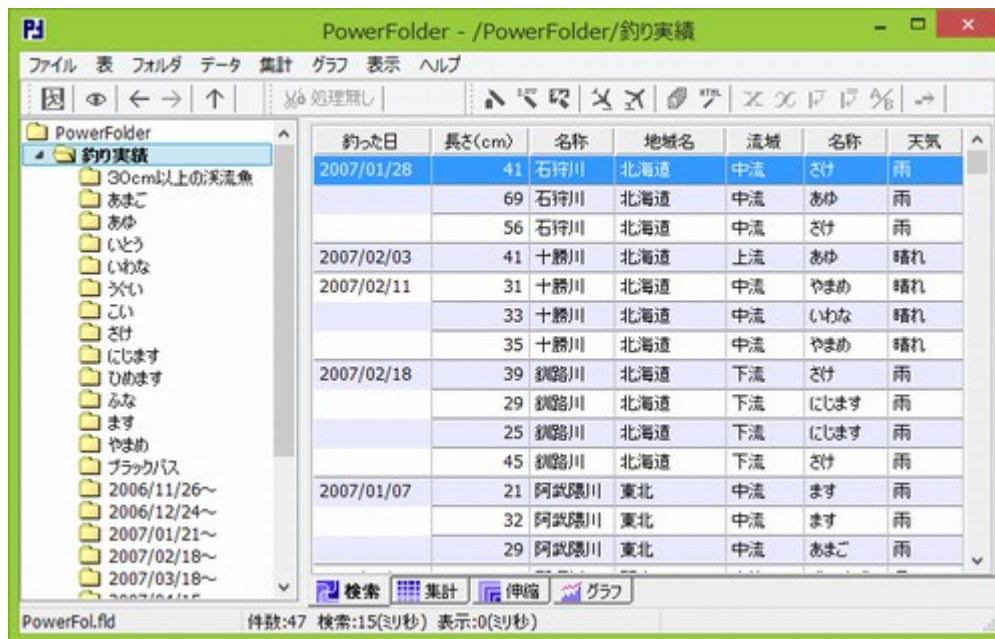 PowerFolder - /PowerFolder/釣り実績
ファイル 表 フォルダ データ 集計 グラフ 表示 ヘルプ
処理無し
PowerFolder
釣り実績
30cm以上の渓流魚
あまご
あゆ
いとう
いわな
うぐい
こい
さけ
にじます
ひめます
ふな
ます
やまめ
ブラックバス
2006/11/26～
2006/12/24～
2007/01/21～
2007/02/18～
2007/03/18～
釣った日 長さ(cm) 名称 地域名 流域 名称 天気
2007/01/28 41 石狩川 北海道 中流 さけ 雨
69 石狩川 北海道 中流 あゆ 雨
56 石狩川 北海道 中流 さけ 雨
2007/02/03 41 十勝川 北海道 上流 あゆ 晴れ
2007/02/11 31 十勝川 北海道 中流 やまめ 晴れ
33 十勝川 北海道 中流 いわな 晴れ
35 十勝川 北海道 中流 やまめ 晴れ
2007/02/18 39 釧路川 北海道 下流 さけ 雨
29 釧路川 北海道 下流 にじます 雨
25 釧路川 北海道 下流 にじます 雨
45 釧路川 北海道 下流 さけ 雨
2007/01/07 21 阿武隈川 東北 中流 ます 雨
32 阿武隈川 東北 中流 ます 雨
29 阿武隈川 東北 中流 あまご 雨
検索 集計 伸縮 グラフ
PowerFol.fld 件数:47 検索:15(ミリ秒) 表示:0(ミリ秒)